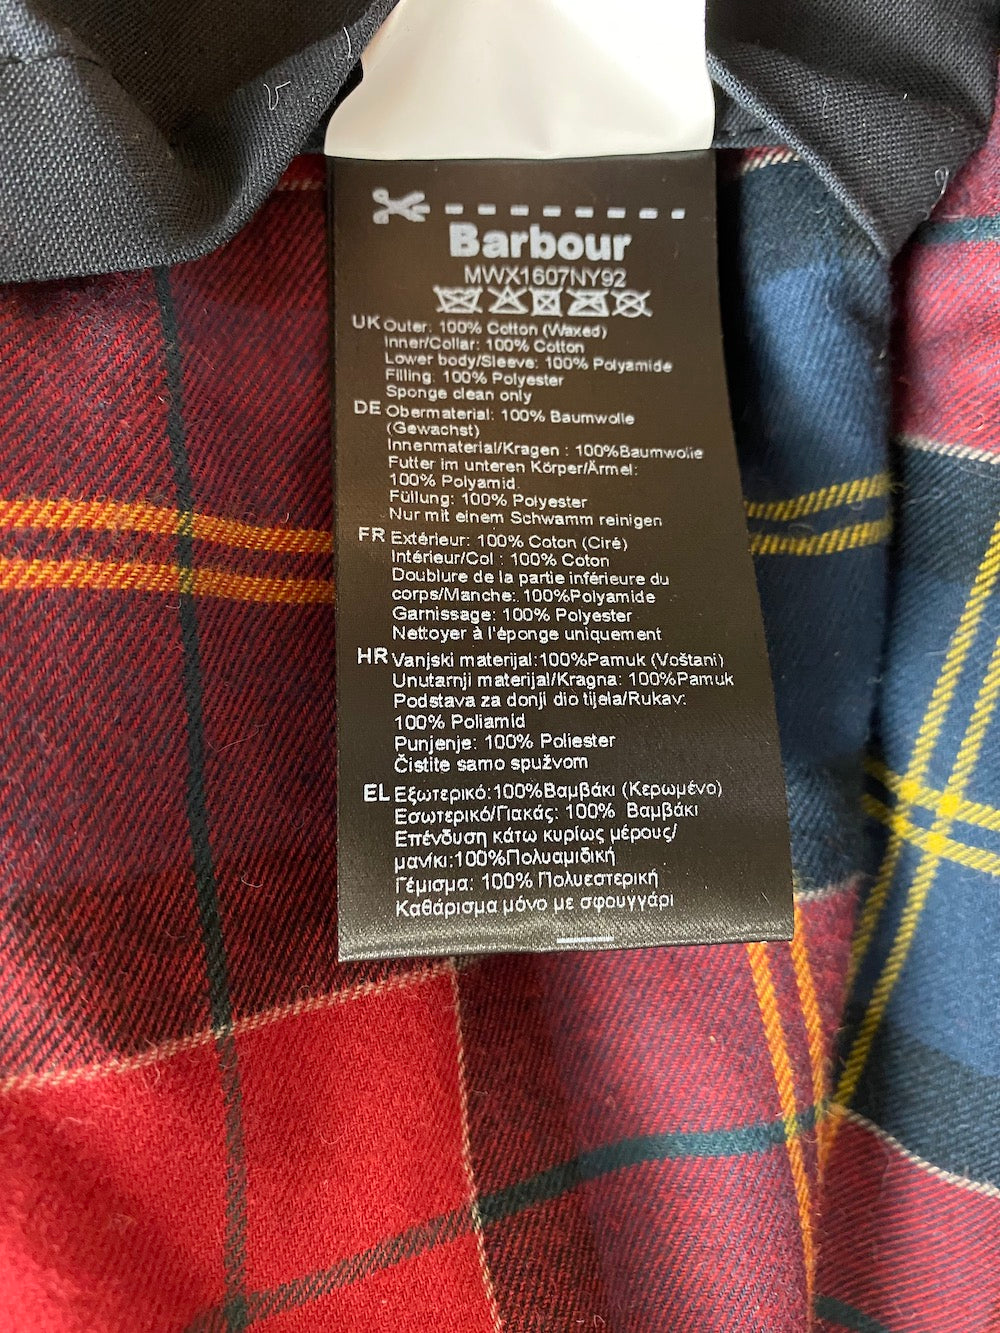 Barbour
MWX1607NY92
UK Outer: 100% Cotton (Waxed)
Inner/Collar: 100% Cotton
Lower body/Sleeve: 100% Polyamide
Filling: 100% Polyester
Sponge clean only
DE Obermaterial: 100% Baumwolle
(Gewachst)
Innenmaterial/Kragen : 100%Baumwolle
Futter im unteren Körper/Ärmel:
100% Polyamid
Füllung: 100% Polyester
Nur mit einem Schwamm reinigen
FR Extérieur: 100% Coton (Ciré)
Intérieur/Col : 100% Coton
Doublure de la partie inférieure du
corps/Manche: 100%Polyamide
Garnissage: 100% Polyester
Nettoyer à l'éponge uniquement
HR Vanjski materijal:100%Pamuk (Voštani)
Unutarnji materijal/Kragna: 100%Pamuk
Podstava za donji dio tijela/Rukav:
100% Poliamid
Punjenje: 100% Poliester
Čistite samo spužvom
EL Εξωτερικό:100%Βαμβάκι (Κερωμένο)
Εσωτερικό/Γιακάς: 100% Βαμβάκι
Επένδυση κάτω κυρίως μέρους/
μανίκι:100%Πολυαμιδική
Γέμισμα: 100% Πολυεστερική
Καθάρισμα μόνο με σφουγγάρι